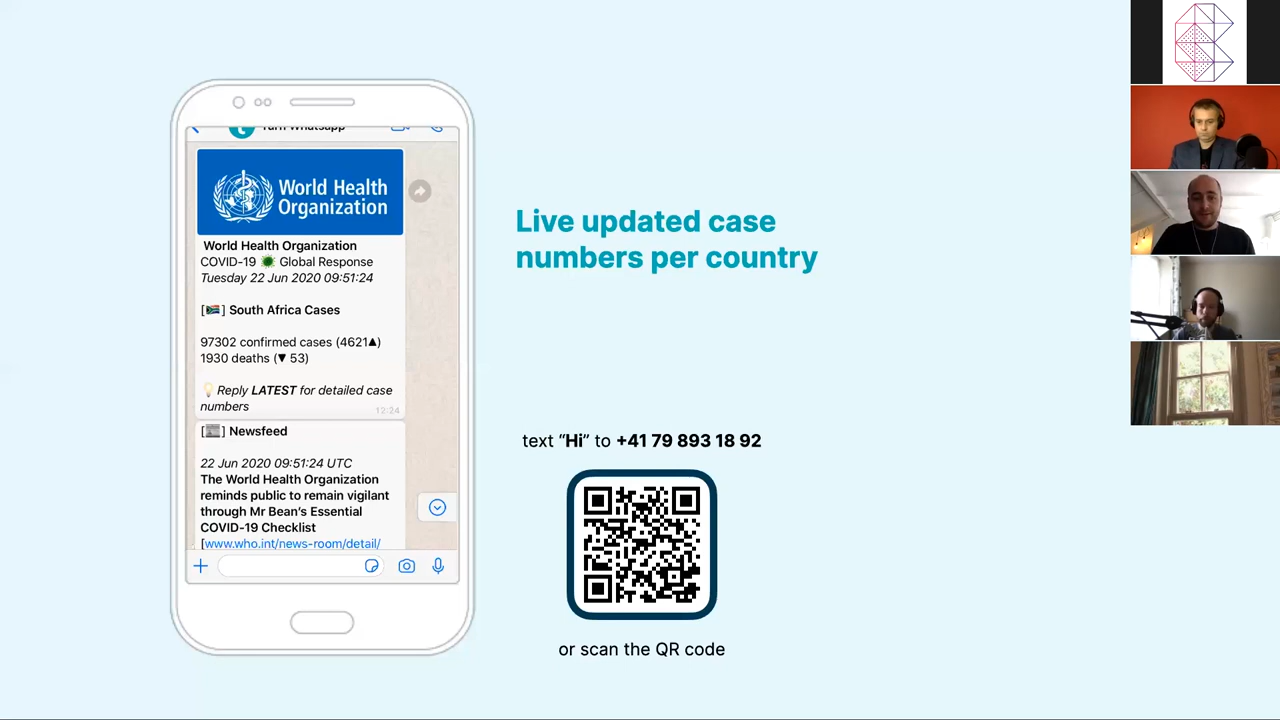 Turn Whatsapp
World Health
Organization
World Health Organization
COVID-19 Global Response
Tuesday 22 Jun 2020 09:51:24
[🇿🇦] South Africa Cases
97302 confirmed cases (4621▲)
1930 deaths (▼ 53)
💡Reply LATEST for detailed case
numbers
12:24
[📰] Newsfeed
22 Jun 2020 09:51:24 UTC
The World Health Organization
reminds public to remain vigilant
through Mr Bean’s Essential
COVID-19 Checklist
[www.who.int/news-room/detail/
Live updated case
numbers per country
text “Hi” to +41 79 893 18 92
or scan the QR code